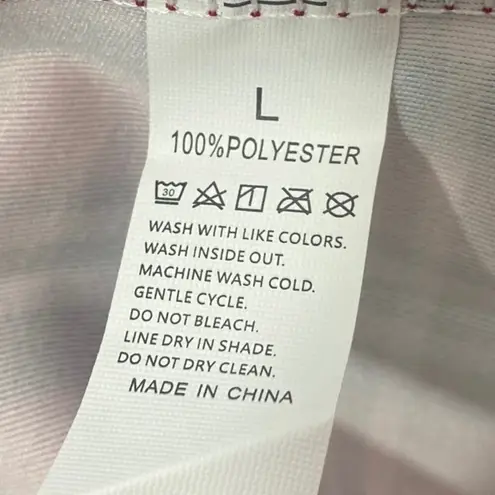 L
100%POLYESTER
30
WASH WITH LIKE COLORS.
WASH INSIDE OUT.
MACHINE WASH COLD.
GENTLE CYCLE.
DO NOT BLEACH.
LINE DRY IN SHADE.
DO NOT DRY CLEAN.
MADE IN CHINA